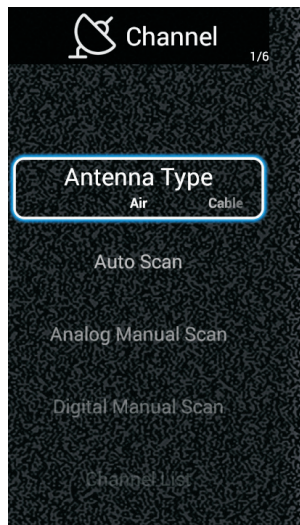 Channel
1/6
Antenna Type
Air Cable
Auto Scan
Analog Manual Scan
Digital Manual Scan
Channel List